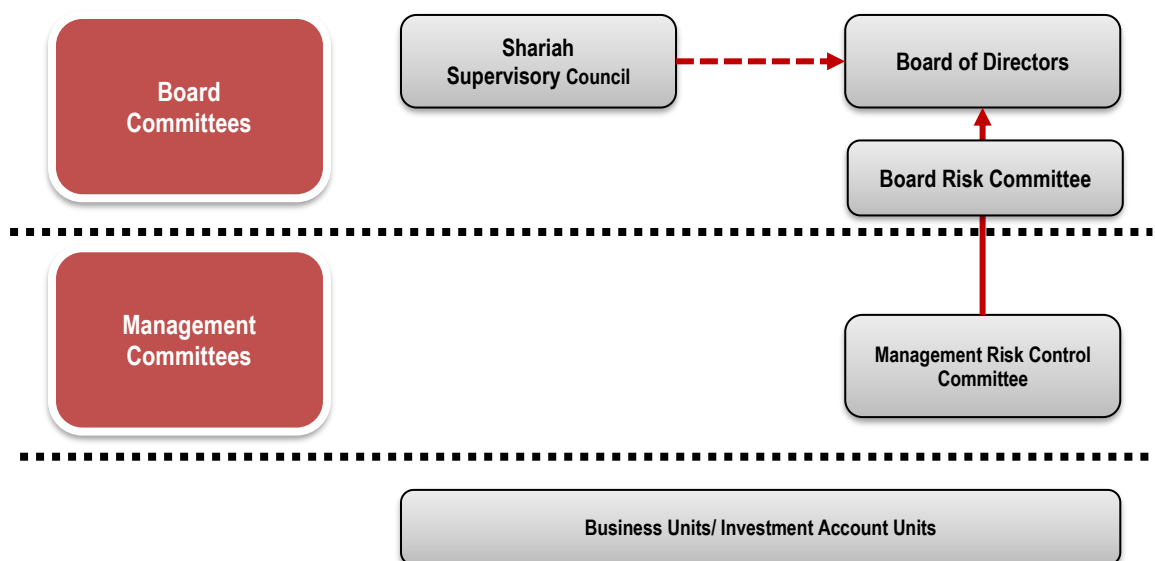 Board
Committees
Shariah
Supervisory Council
Board of Directors
Board Risk Committee
Management
Committees
Management Risk Control
Committee
Business Units/ Investment Account Units